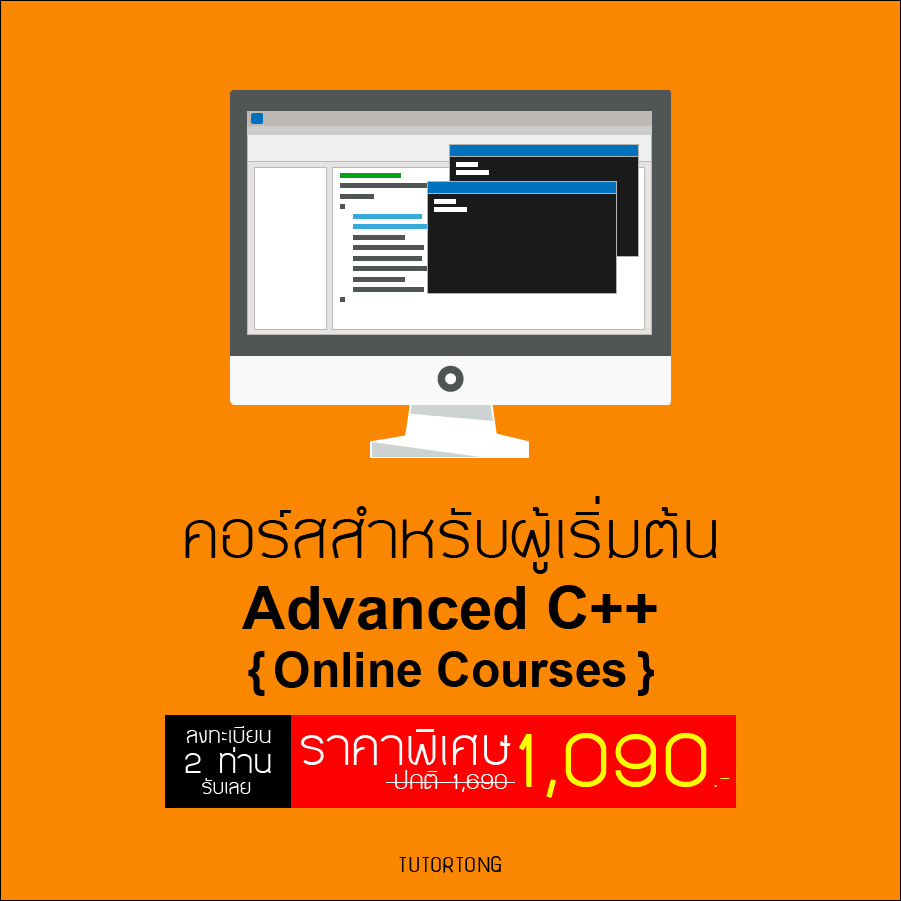 คอร์สสำหรับผู้เริ่มต้น
Advanced C++
{ Online Courses }
ลงทะเบียน
2 ท่าน
รับเลย
ราคาพิเศษ 1,090.-
ปกติ 1,690
TUTORTONG